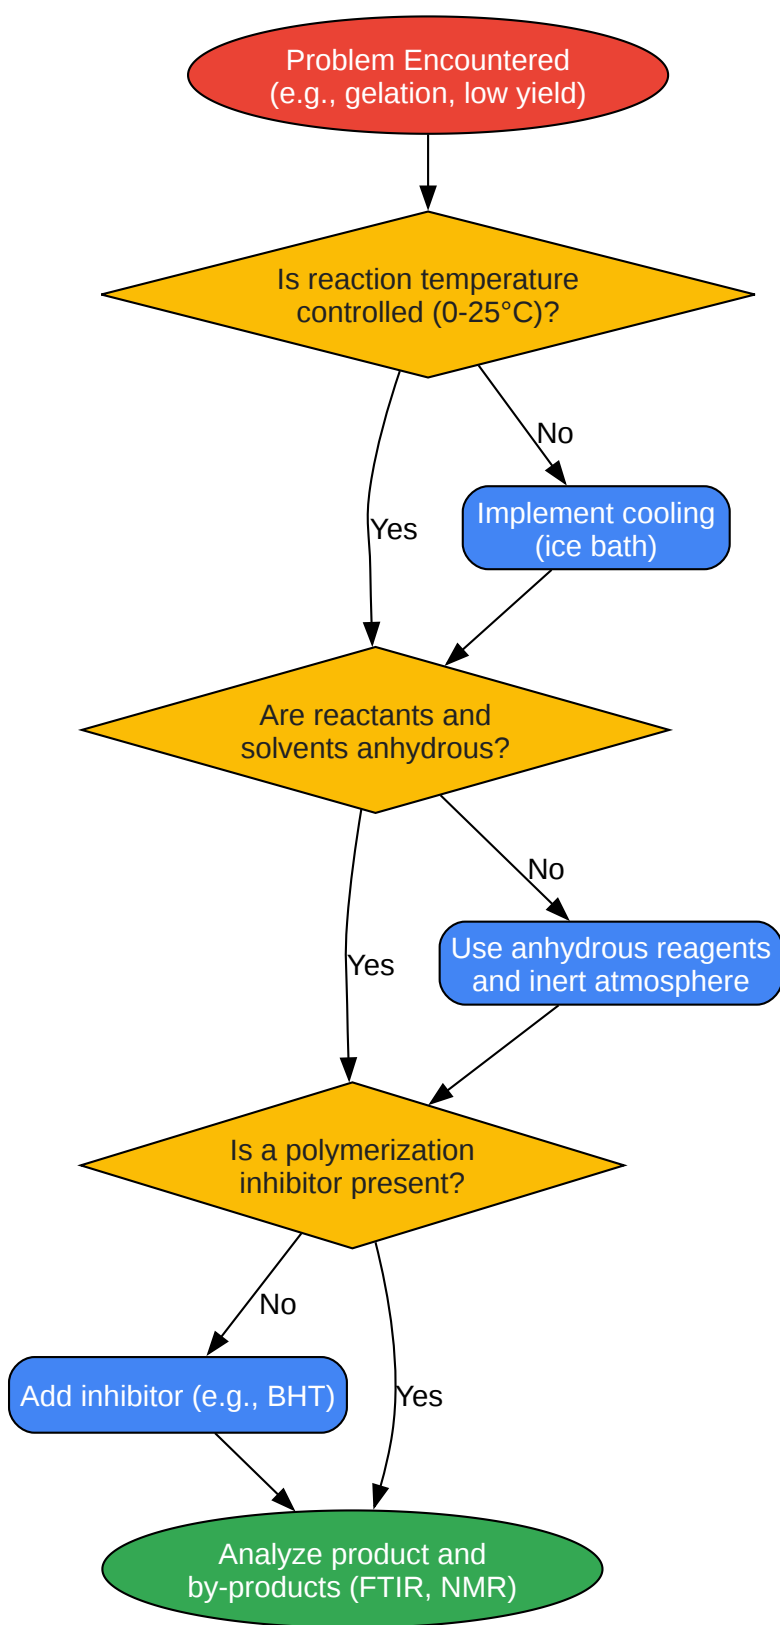 Problem Encountered
(e.g., gelation, low yield)
Is reaction temperature
controlled (0-25°C)?
No
Implement cooling
(ice bath)
Yes
Are reactants and
solvents anhydrous?
No
Use anhydrous reagents
and inert atmosphere
Yes
Is a polymerization
inhibitor present?
No
Add inhibitor (e.g., BHT)
Yes
Analyze product and
by-products (FTIR, NMR)